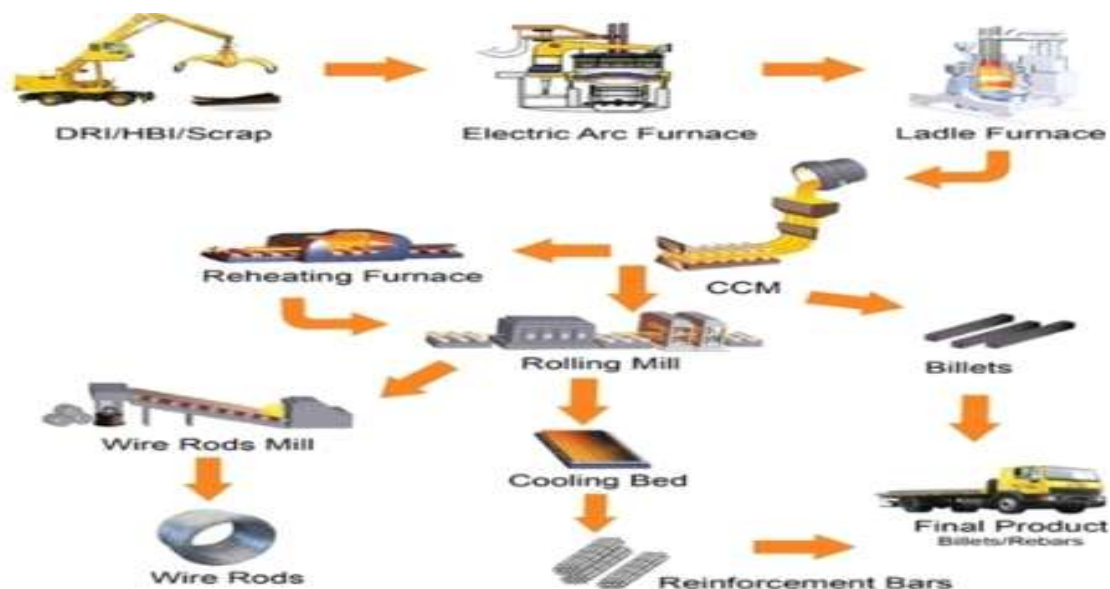 DRI/HBI/Scrap
Electric Arc Furnace
Ladle Furnace
Reheating Furnace
CCM
Rolling Mill
Billets
Wire Rods Mill
Cooling Bed
Final Product
Billets/Rebars
Wire Rods
Reinforcement Bars